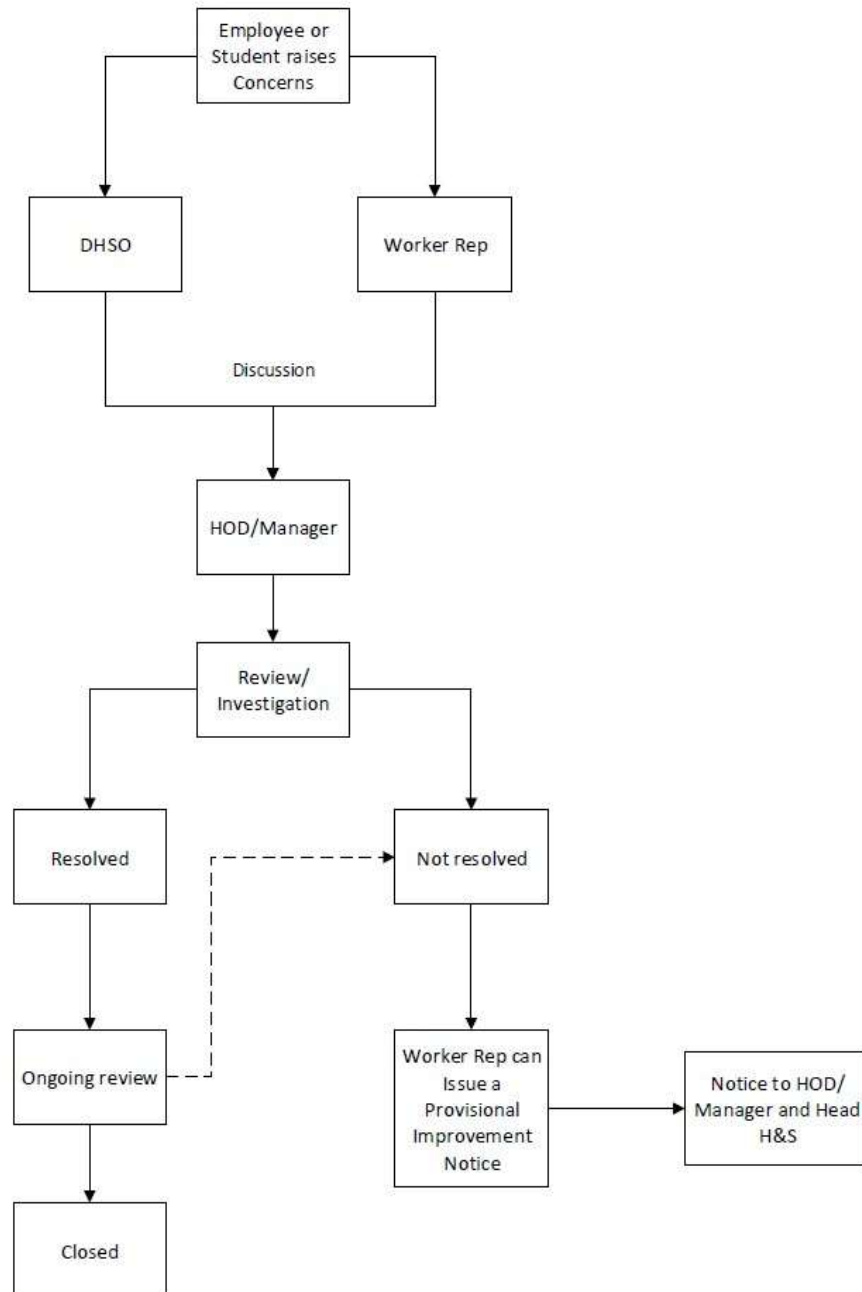 Employee or
Student raises
Concerns
DHSO
Worker Rep
Discussion
HOD/Manager
Review/
Investigation
Resolved
Not resolved
Ongoing review
Worker Rep can
Issue a
Provisional
Improvement
Notice
Notice to HOD/
Manager and Head
H&S
Closed